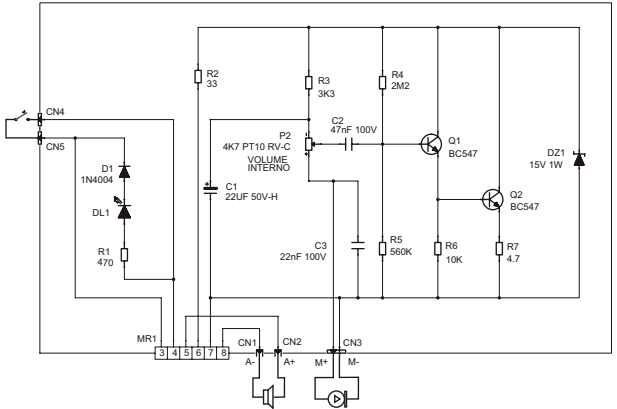 CN4
CN5
D1
1N4004
DL1
R1
470
R2
33
R3
3K3
P2
4K7 PT10 RV-C
VOLUME
INTERNO
C2
47nF 100V
R4
2M2
Q1
BC547
Q2
BC547
DZ1
15V 1W
C1
22UF 50V-H
C3
22nF 100V
R5
560K
R6
10K
R7
4.7
MR1
3 4 5 6 7 8
CN1 CN2
A- A+
CN3
M+ M-